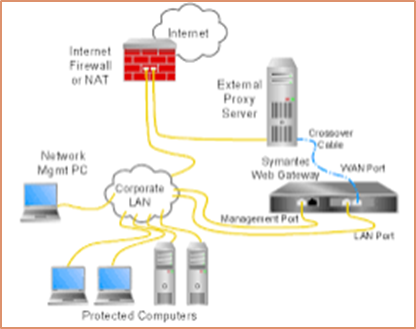 Internet
Internet
Firewall
or NAT
External
Proxy
Server
Crossover
Cable
Network
Mgmt PC
Symantec
Web Gateway
WAN Port
Corporate
LAN
Management Port
LAN Port
Protected Computers